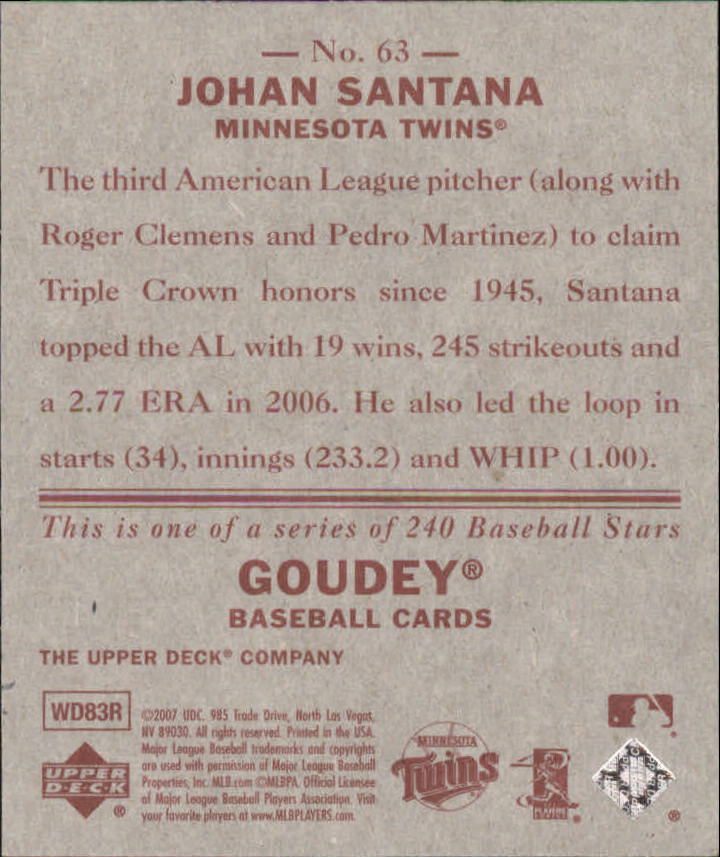 — No. 63 —
JOHAN SANTANA
MINNESOTA TWINS®
The third American League pitcher (along with
Roger Clemens and Pedro Martinez) to claim
Triple Crown honors since 1945, Santana
topped the AL with 19 wins, 245 strikeouts and
a 2.77 ERA in 2006. He also led the loop in
starts (34), innings (233.2) and WHIP (1.00).
This is one of a series of 240 Baseball Stars
GOUDEY®
BASEBALL CARDS
THE UPPER DECK® COMPANY
WD83R
©2007 UDC. 985 Trade Drive, North Las Vegas,
NV 89030. All rights reserved. Printed in the USA.
Major League Baseball trademarks and copyrights
are used with permission of Major League Baseball
Properties, Inc. MLB.com ©MLBPA. Official Licensee
of Major League Baseball Players Association. Visit
your favorite players at www.MLBPLAYERS.com.
UPPER
D·E·C·K
®
MINNESOTA
Twins
PLAYERS
®